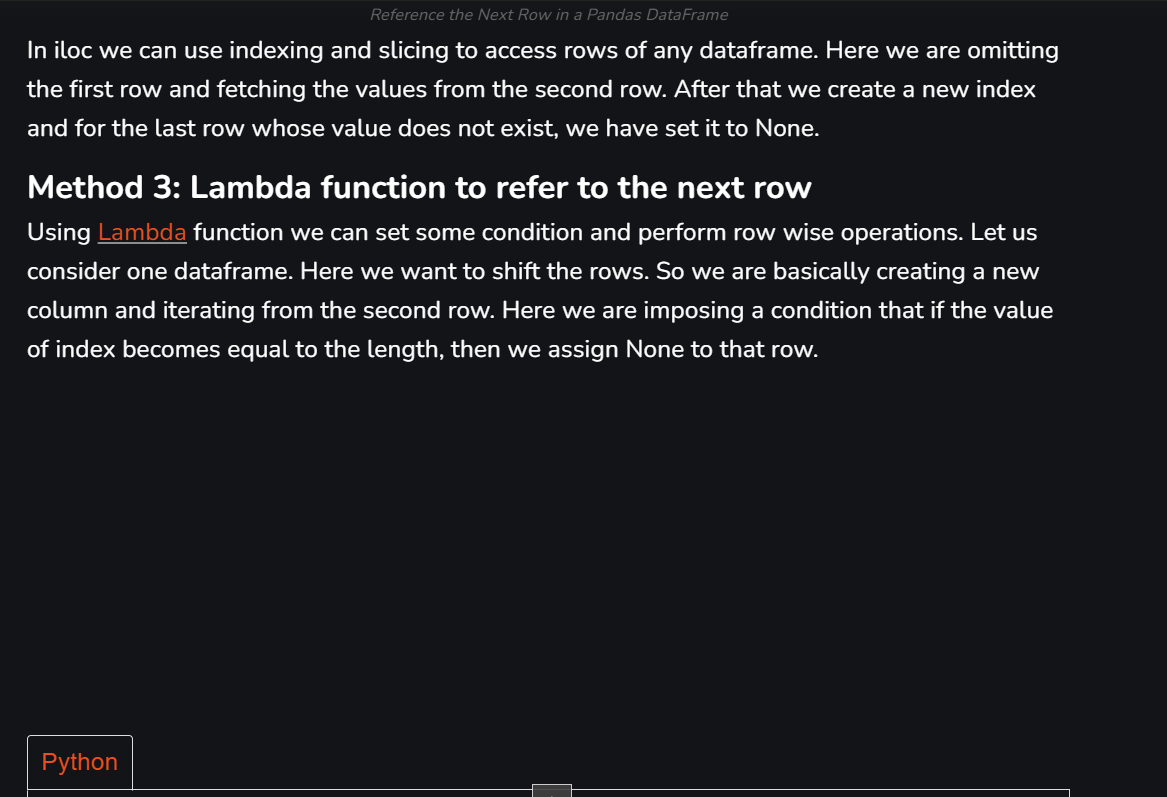 Reference the Next Row in a Pandas DataFrame
In iloc we can use indexing and slicing to access rows of any dataframe. Here we are omitting
the first row and fetching the values from the second row. After that we create a new index
and for the last row whose value does not exist, we have set it to None.
Method 3: Lambda function to refer to the next row
Using Lambda function we can set some condition and perform row wise operations. Let us
consider one dataframe. Here we want to shift the rows. So we are basically creating a new
column and iterating from the second row. Here we are imposing a condition that if the value
of index becomes equal to the length, then we assign None to that row.
Python